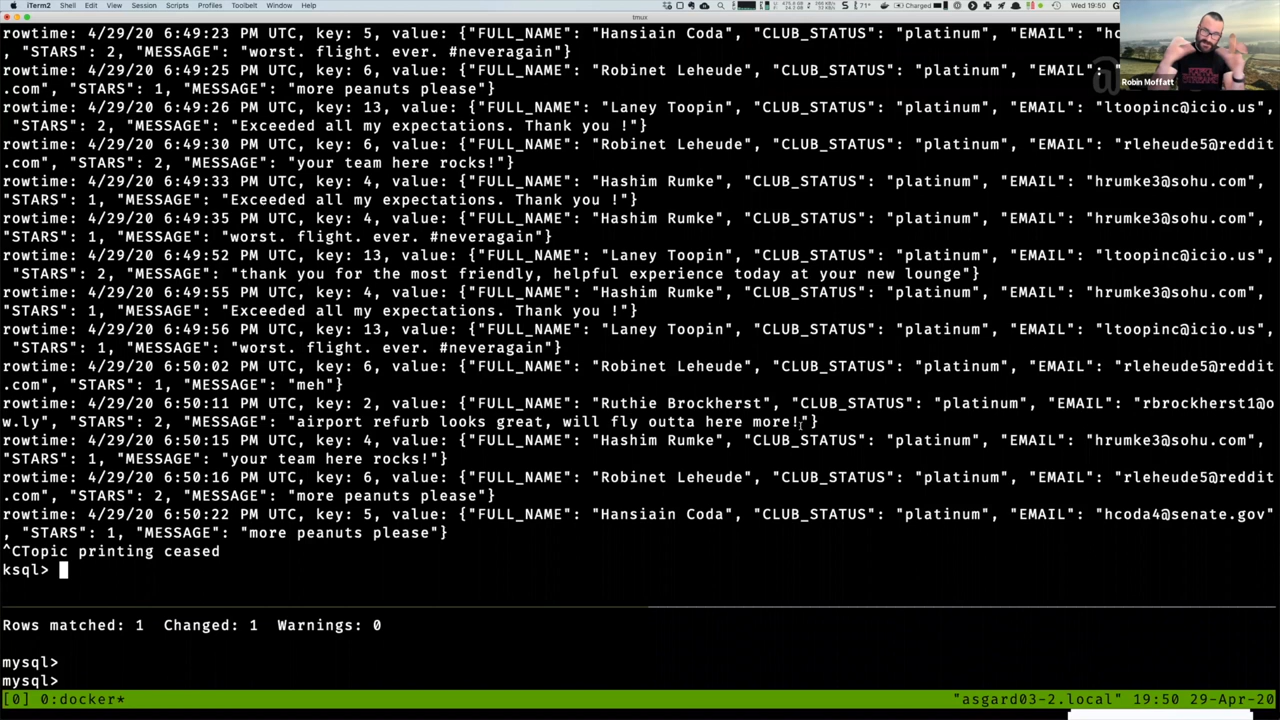 iTerm2 Shell Edit View Session Scripts Profiles Toolbelt Window Help 71° Charged Wed 19:50
tmux
rowtime: 4/29/20 6:49:23 PM UTC, key: 5, value: {"FULL_NAME": "Hansiain Coda", "CLUB_STATUS": "platinum", "EMAIL": "hc
, "STARS": 2, "MESSAGE": "worst. flight. ever. #neveragain"}
rowtime: 4/29/20 6:49:25 PM UTC, key: 6, value: {"FULL_NAME": "Robinet Leheude", "CLUB_STATUS": "platinum", "EMAIL":
.com", "STARS": 1, "MESSAGE": "more peanuts please"}
Robin Moffatt
rowtime: 4/29/20 6:49:26 PM UTC, key: 13, value: {"FULL_NAME": "Laney Toopin", "CLUB_STATUS": "platinum", "EMAIL": "ltoopinc@icio.us",
"STARS": 2, "MESSAGE": "Exceeded all my expectations. Thank you !"}
rowtime: 4/29/20 6:49:30 PM UTC, key: 6, value: {"FULL_NAME": "Robinet Leheude", "CLUB_STATUS": "platinum", "EMAIL": "rleheude5@reddit
.com", "STARS": 2, "MESSAGE": "your team here rocks!"}
rowtime: 4/29/20 6:49:33 PM UTC, key: 4, value: {"FULL_NAME": "Hashim Rumke", "CLUB_STATUS": "platinum", "EMAIL": "hrumke3@sohu.com",
"STARS": 1, "MESSAGE": "Exceeded all my expectations. Thank you !"}
rowtime: 4/29/20 6:49:35 PM UTC, key: 4, value: {"FULL_NAME": "Hashim Rumke", "CLUB_STATUS": "platinum", "EMAIL": "hrumke3@sohu.com",
"STARS": 1, "MESSAGE": "worst. flight. ever. #neveragain"}
rowtime: 4/29/20 6:49:52 PM UTC, key: 13, value: {"FULL_NAME": "Laney Toopin", "CLUB_STATUS": "platinum", "EMAIL": "ltoopinc@icio.us",
"STARS": 2, "MESSAGE": "thank you for the most friendly, helpful experience today at your new lounge"}
rowtime: 4/29/20 6:49:55 PM UTC, key: 4, value: {"FULL_NAME": "Hashim Rumke", "CLUB_STATUS": "platinum", "EMAIL": "hrumke3@sohu.com",
"STARS": 1, "MESSAGE": "Exceeded all my expectations. Thank you !"}
rowtime: 4/29/20 6:49:56 PM UTC, key: 13, value: {"FULL_NAME": "Laney Toopin", "CLUB_STATUS": "platinum", "EMAIL": "ltoopinc@icio.us",
"STARS": 1, "MESSAGE": "worst. flight. ever. #neveragain"}
rowtime: 4/29/20 6:50:02 PM UTC, key: 6, value: {"FULL_NAME": "Robinet Leheude", "CLUB_STATUS": "platinum", "EMAIL": "rleheude5@reddit
.com", "STARS": 1, "MESSAGE": "meh"}
rowtime: 4/29/20 6:50:11 PM UTC, key: 2, value: {"FULL_NAME": "Ruthie Brockherst", "CLUB_STATUS": "platinum", "EMAIL": "rbrockherst1@o
w.ly", "STARS": 2, "MESSAGE": "airport refurb looks great, will fly outta here more!"}
rowtime: 4/29/20 6:50:15 PM UTC, key: 4, value: {"FULL_NAME": "Hashim Rumke", "CLUB_STATUS": "platinum", "EMAIL": "hrumke3@sohu.com",
"STARS": 1, "MESSAGE": "your team here rocks!"}
rowtime: 4/29/20 6:50:16 PM UTC, key: 6, value: {"FULL_NAME": "Robinet Leheude", "CLUB_STATUS": "platinum", "EMAIL": "rleheude5@reddit
.com", "STARS": 2, "MESSAGE": "more peanuts please"}
rowtime: 4/29/20 6:50:22 PM UTC, key: 5, value: {"FULL_NAME": "Hansiain Coda", "CLUB_STATUS": "platinum", "EMAIL": "hcoda4@senate.gov"
, "STARS": 1, "MESSAGE": "more peanuts please"}
^CTopic printing ceased
ksql>
Rows matched: 1  Changed: 1  Warnings: 0
mysql>
mysql>
[0] 0:docker* "asgard03-2.local" 19:50 29-Apr-20